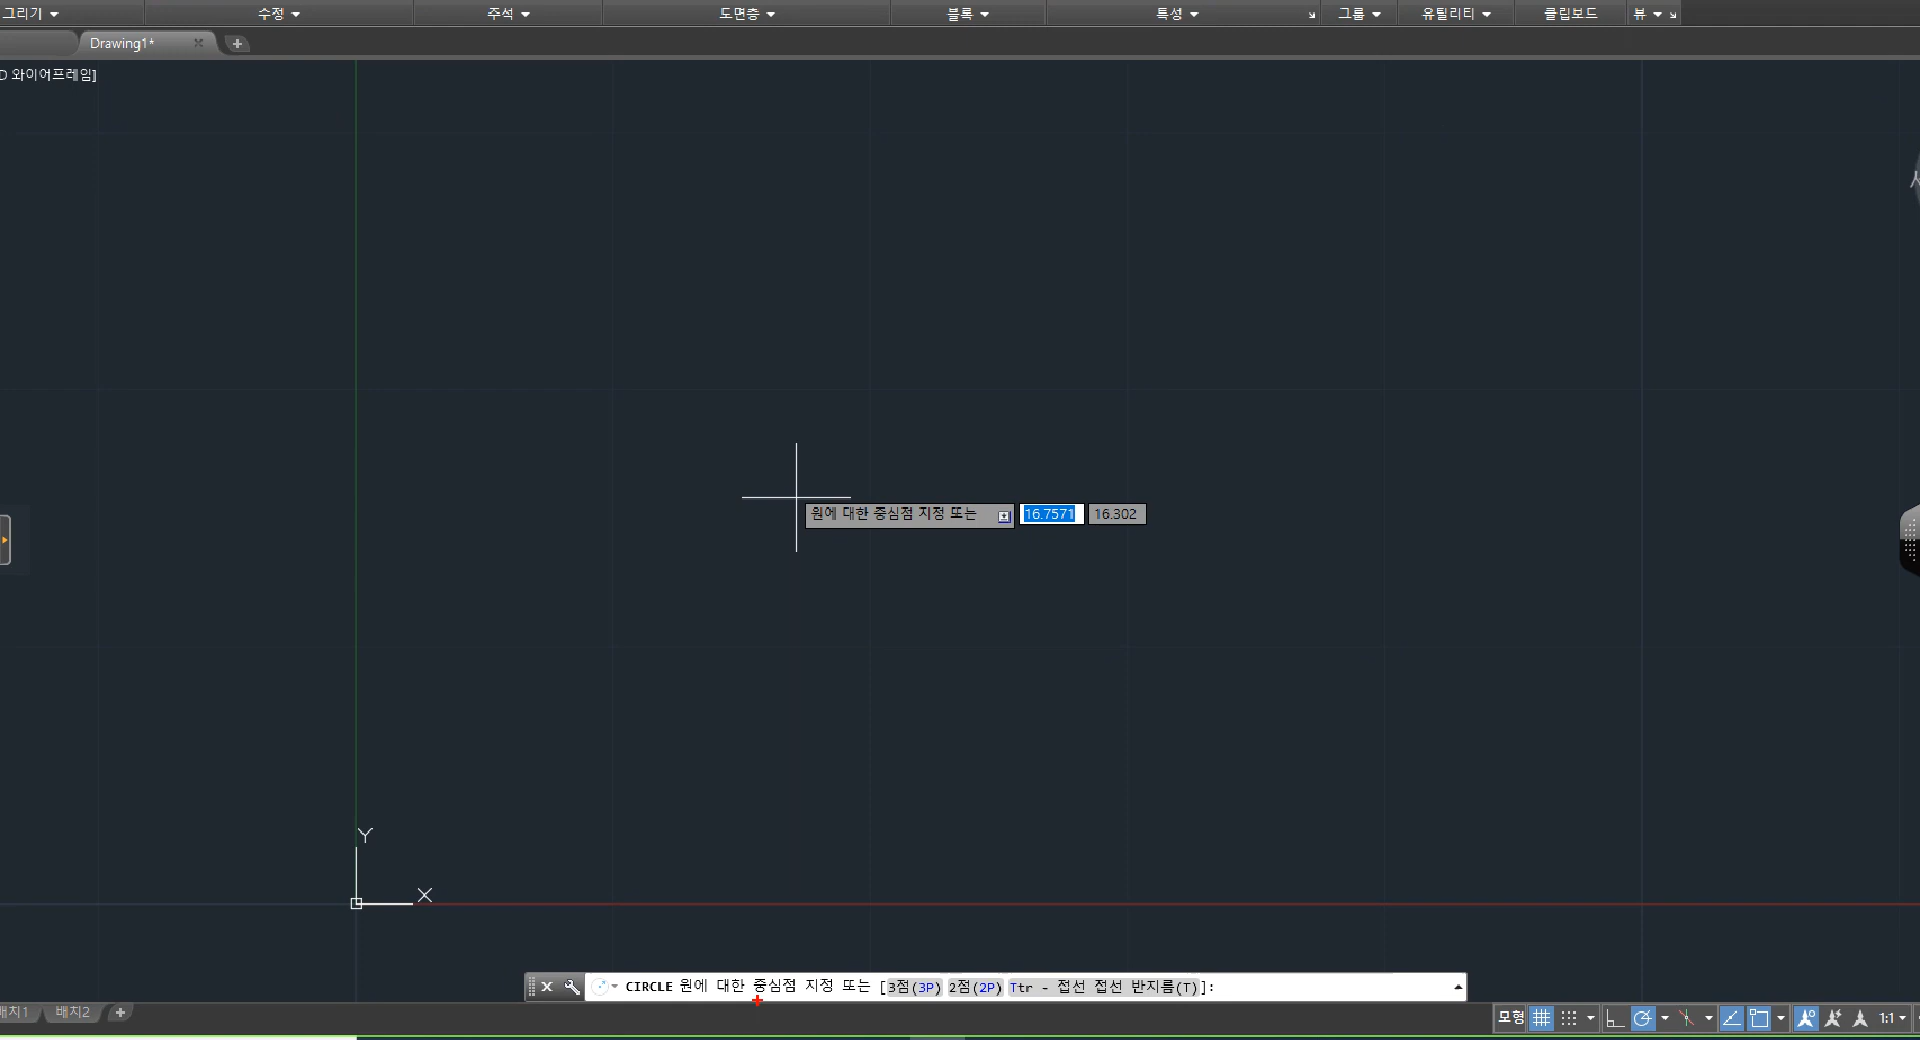 그리기 수정 주석 도면층 블록 특성 그룹 유틸리티 클립보드 뷰
Drawing1*
D 와이어프레임]
원에 대한 중심점 지정 또는 16.7571 16.302
Y
X
CIRCLE 원에 대한 중심점 지정 또는 [3점(3P) 2점(2P) Ttr - 접선 접선 반지름(T)]:
배치1 배치2
모형 1:1